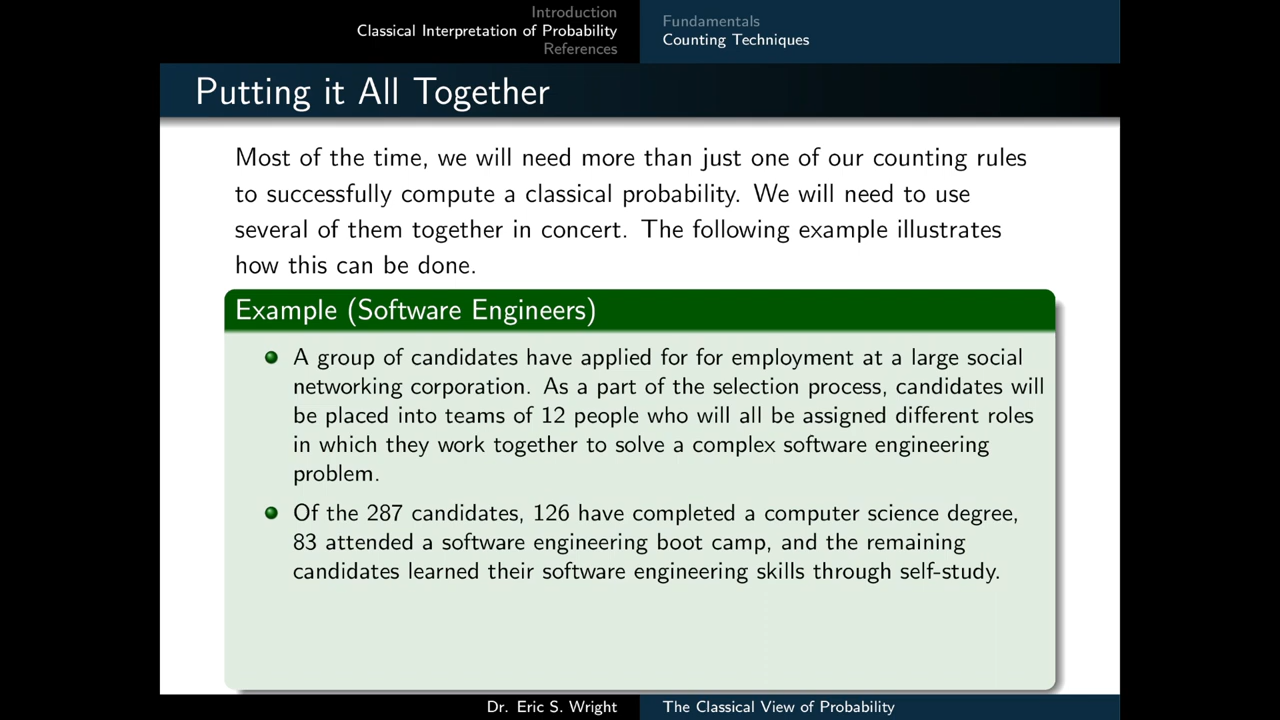 Introduction
Classical Interpretation of Probability
References
Fundamentals
Counting Techniques
Putting it All Together
Most of the time, we will need more than just one of our counting rules
to successfully compute a classical probability. We will need to use
several of them together in concert. The following example illustrates
how this can be done.
Example (Software Engineers)
A group of candidates have applied for for employment at a large social
networking corporation. As a part of the selection process, candidates will
be placed into teams of 12 people who will all be assigned different roles
in which they work together to solve a complex software engineering
problem.
Of the 287 candidates, 126 have completed a computer science degree,
83 attended a software engineering boot camp, and the remaining
candidates learned their software engineering skills through self-study.
Dr. Eric S. Wright
The Classical View of Probability